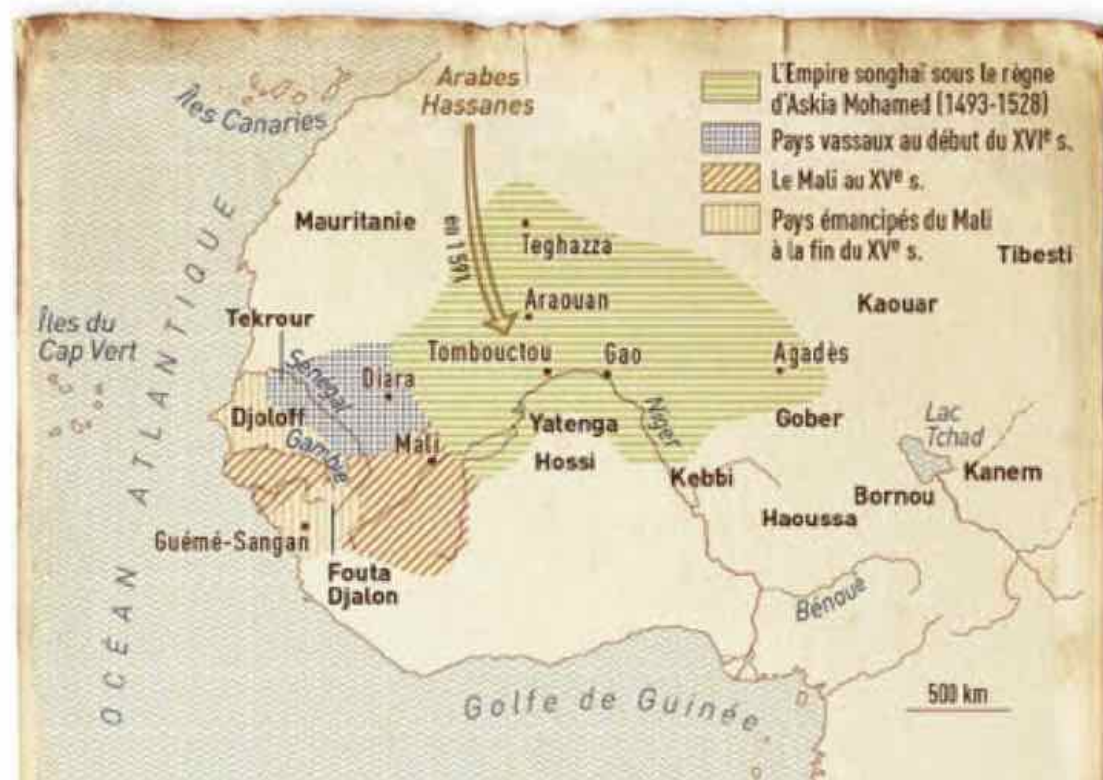 Îles Canaries
Arabes
Hassanes
en 1591
L'Empire songhaï sous le règne
d'Askia Mohamed (1493-1528)
Pays vassaux au début du XVIe s.
Le Mali au XVe s.
Pays émancipés du Mali
à la fin du XVe s.
Mauritanie
Teghazza
Tibesti
Kaouar
Araouan
Îles du
Cap Vert
Tekrour
Sénégal
Tombouctou
Gao
Agadès
Diara
Djoloff
Gambie
Mali
Yatenga
Hossi
Niger
Gober
Kebbi
Lac
Tchad
Kanem
Bornou
Haoussa
Guémé-Sangan
Fouta
Djalon
Bénoué
OCÉAN ATLANTIQUE
Golfe de Guinée
500 km